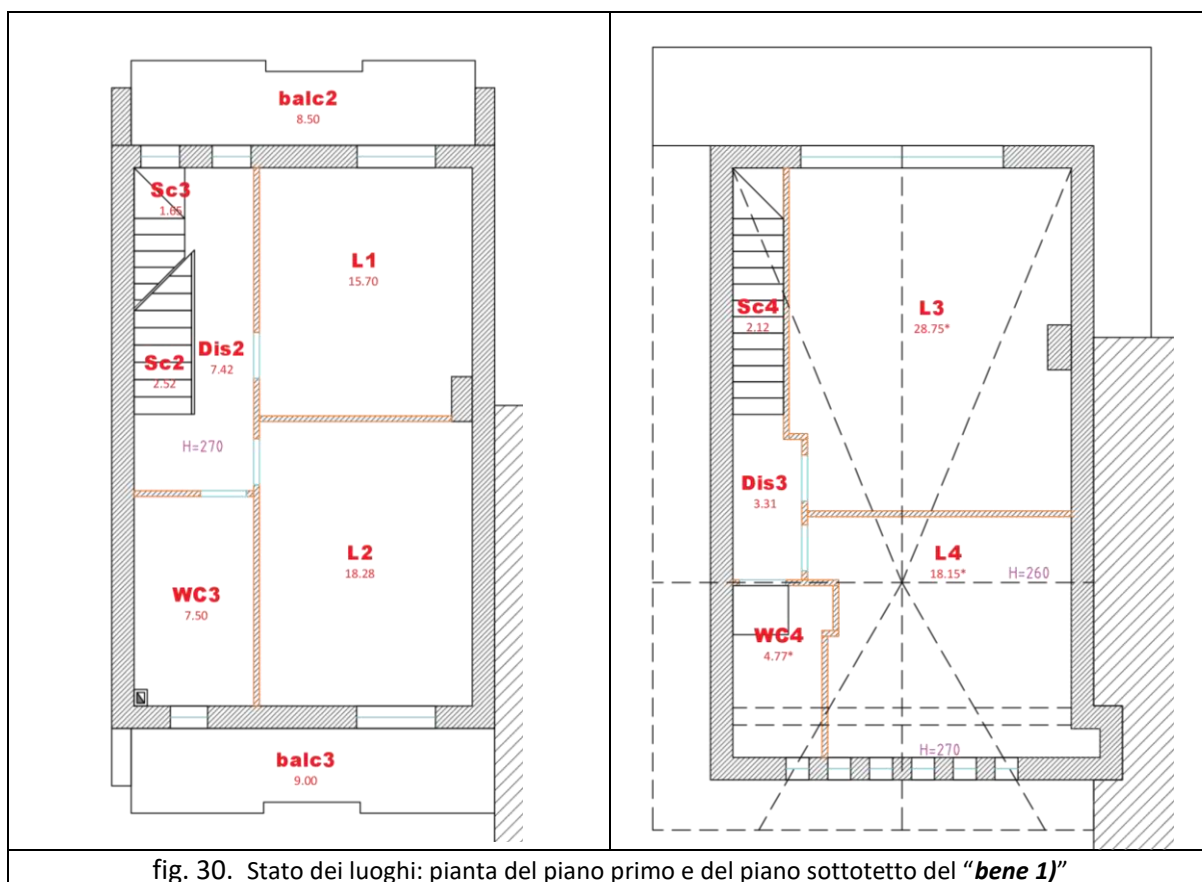 balc2
8.50
Sc3
1.65
L1
15.70
Sc2
2.52
Dis2
7.42
H=270
L2
18.28
WC3
7.50
balc3
9.00
Sc4
2.12
L3
28.75*
Dis3
3.31
L4
18.15*
H=260
WC4
4.77*
H=270
fig. 30. Stato dei luoghi: pianta del piano primo e del piano sottotetto del “bene 1)”